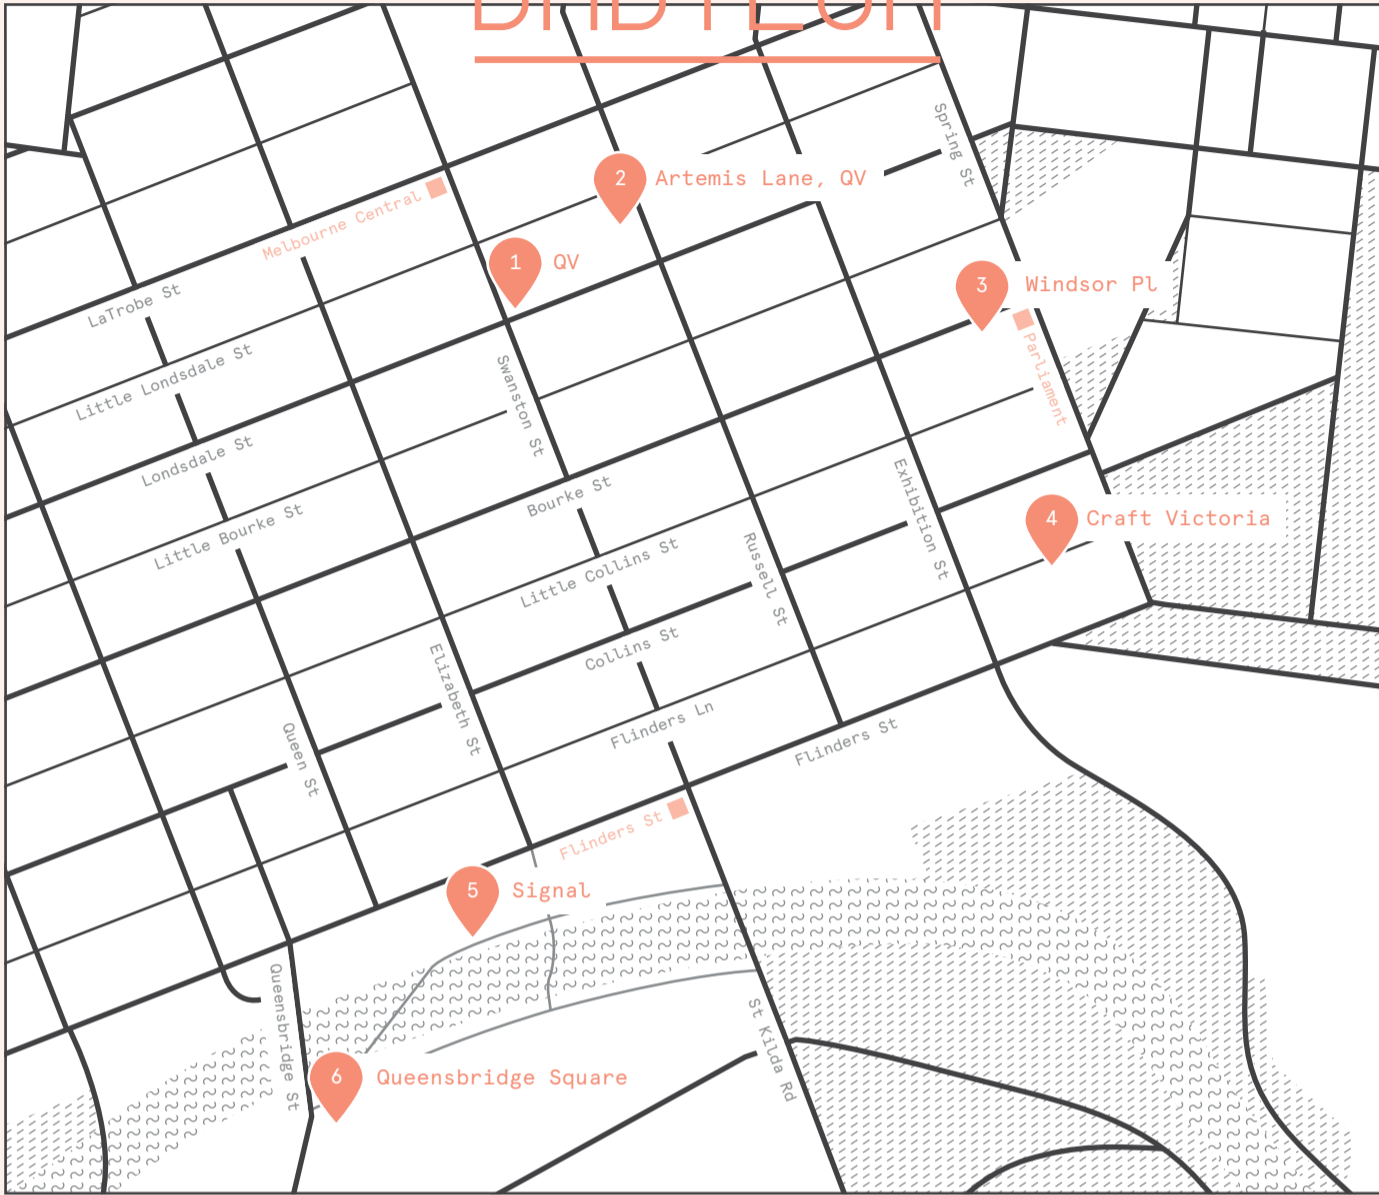 Spring St
2 Artemis Lane, QV
Melbourne Central
1 QV
3 Windsor Pl
LaTrobe St
Parliament
Little Londsdale St
Swanston St
Londsdale St
Bourke St
Exhibition St
Little Bourke St
4 Craft Victoria
Little Collins St
Russell St
Collins St
Elizabeth St
Flinders Ln
Queen St
Flinders St
Flinders St
5 Signal
Queensbridge St
St Kilda Rd
6 Queensbridge Square